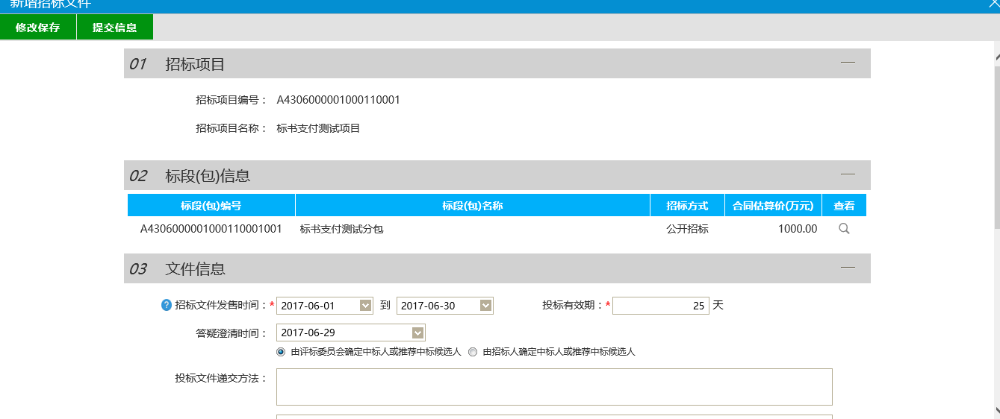 新增招标文件
修改保存 提交信息
01 招标项目
招标项目编号： A4306000001000110001
招标项目名称： 标书支付测试项目
02 标段(包)信息
标段(包)编号 标段(包)名称 招标方式 合同估算价(万元) 查看
A4306000001000110001001 标书支付测试分包 公开招标 1000.00
03 文件信息
? 招标文件发售时间：* 2017-06-01 到 2017-06-30 投标有效期：* 25 天
答疑澄清时间： 2017-06-29
由评标委员会确定中标人或推荐中标候选人 由招标人确定中标人或推荐中标候选人
投标文件递交方法：